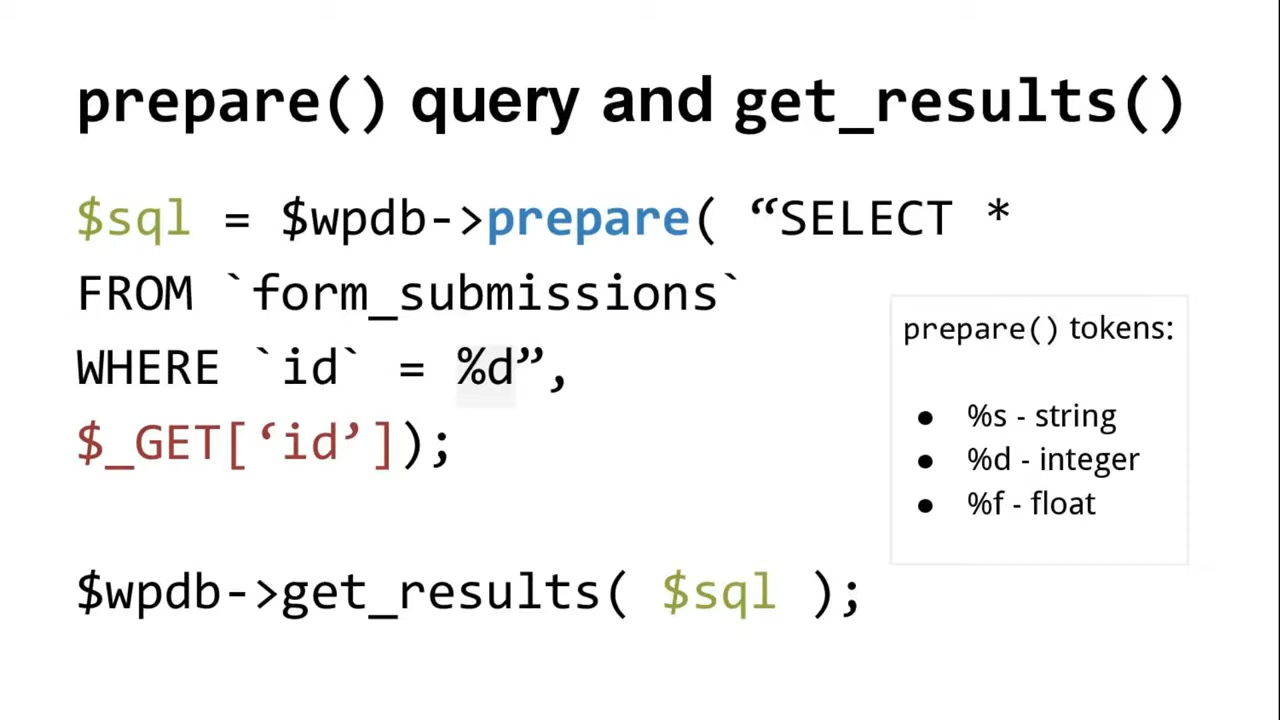 prepare() query and get_results()
$sql = $wpdb->prepare( “SELECT *
FROM `form_submissions`
WHERE `id` = %d”,
$_GET[‘id’]);
$wpdb->get_results( $sql );
prepare() tokens:
● %s - string
● %d - integer
● %f - float